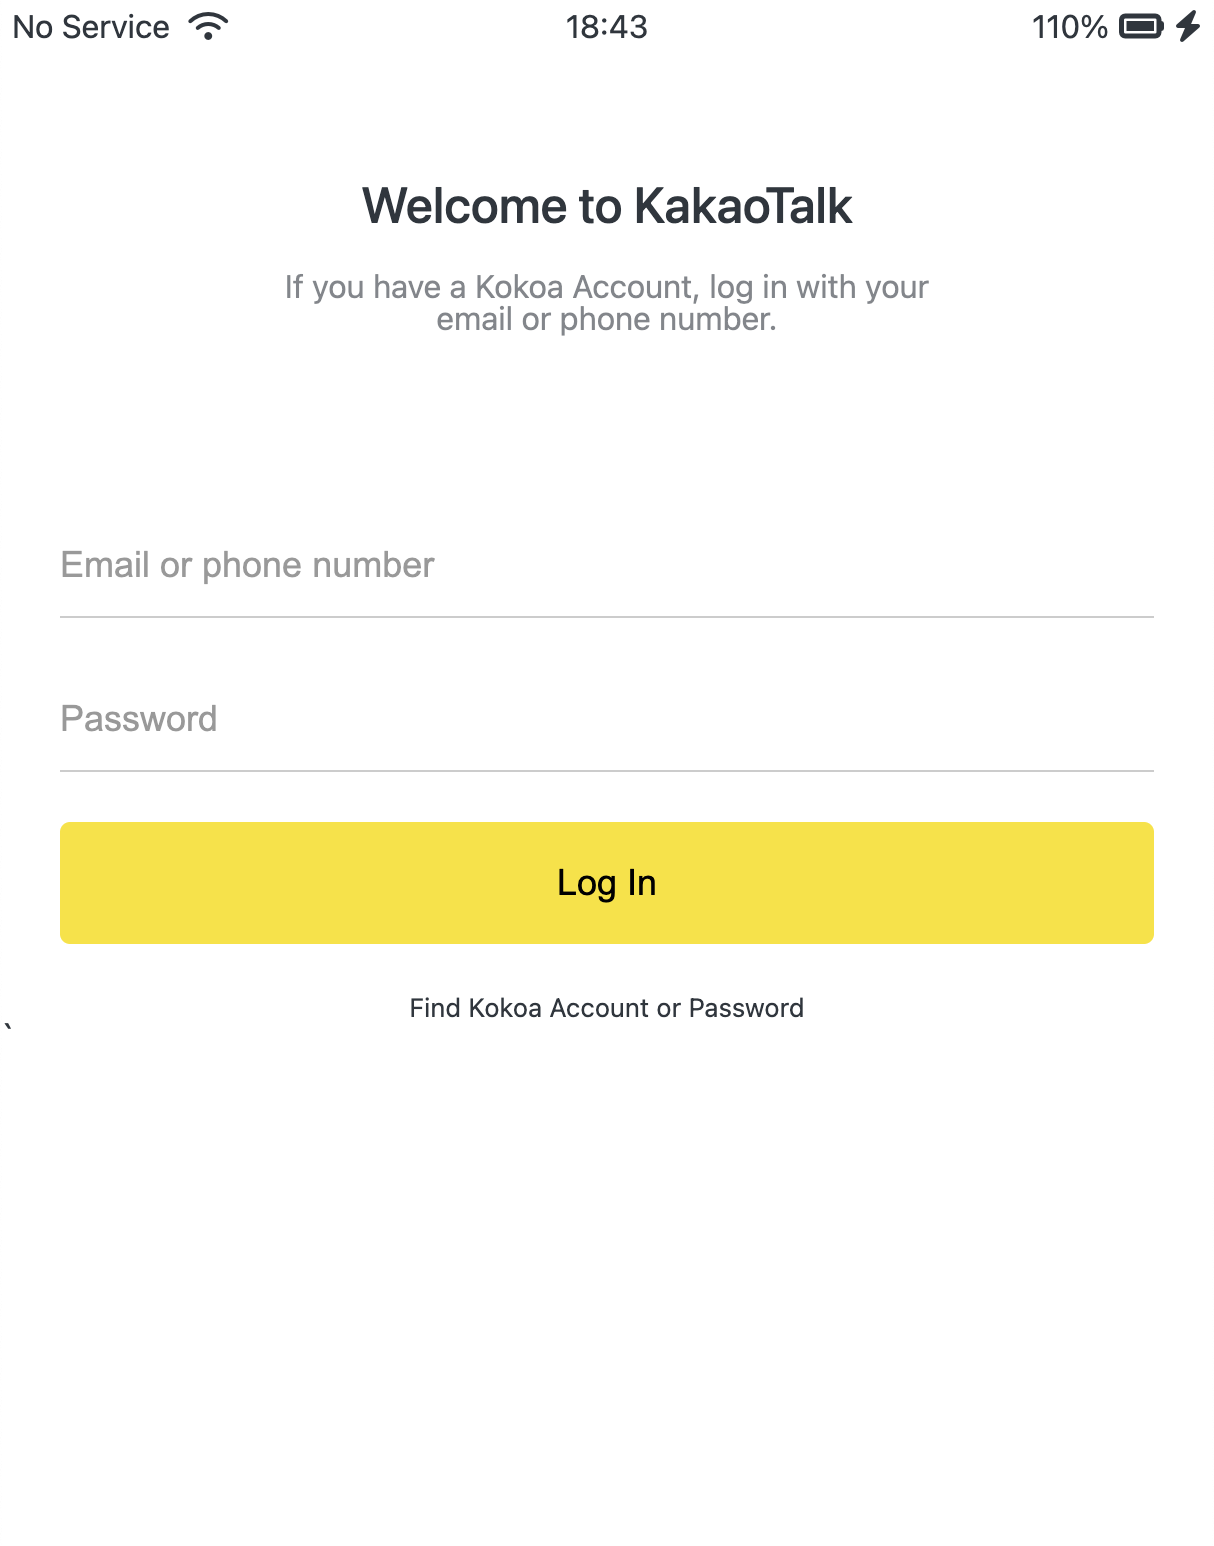 No Service 18:43 110%
Welcome to KakaoTalk
If you have a Kokoa Account, log in with your
email or phone number.
Email or phone number
Password
Log In
Find Kokoa Account or Password
`